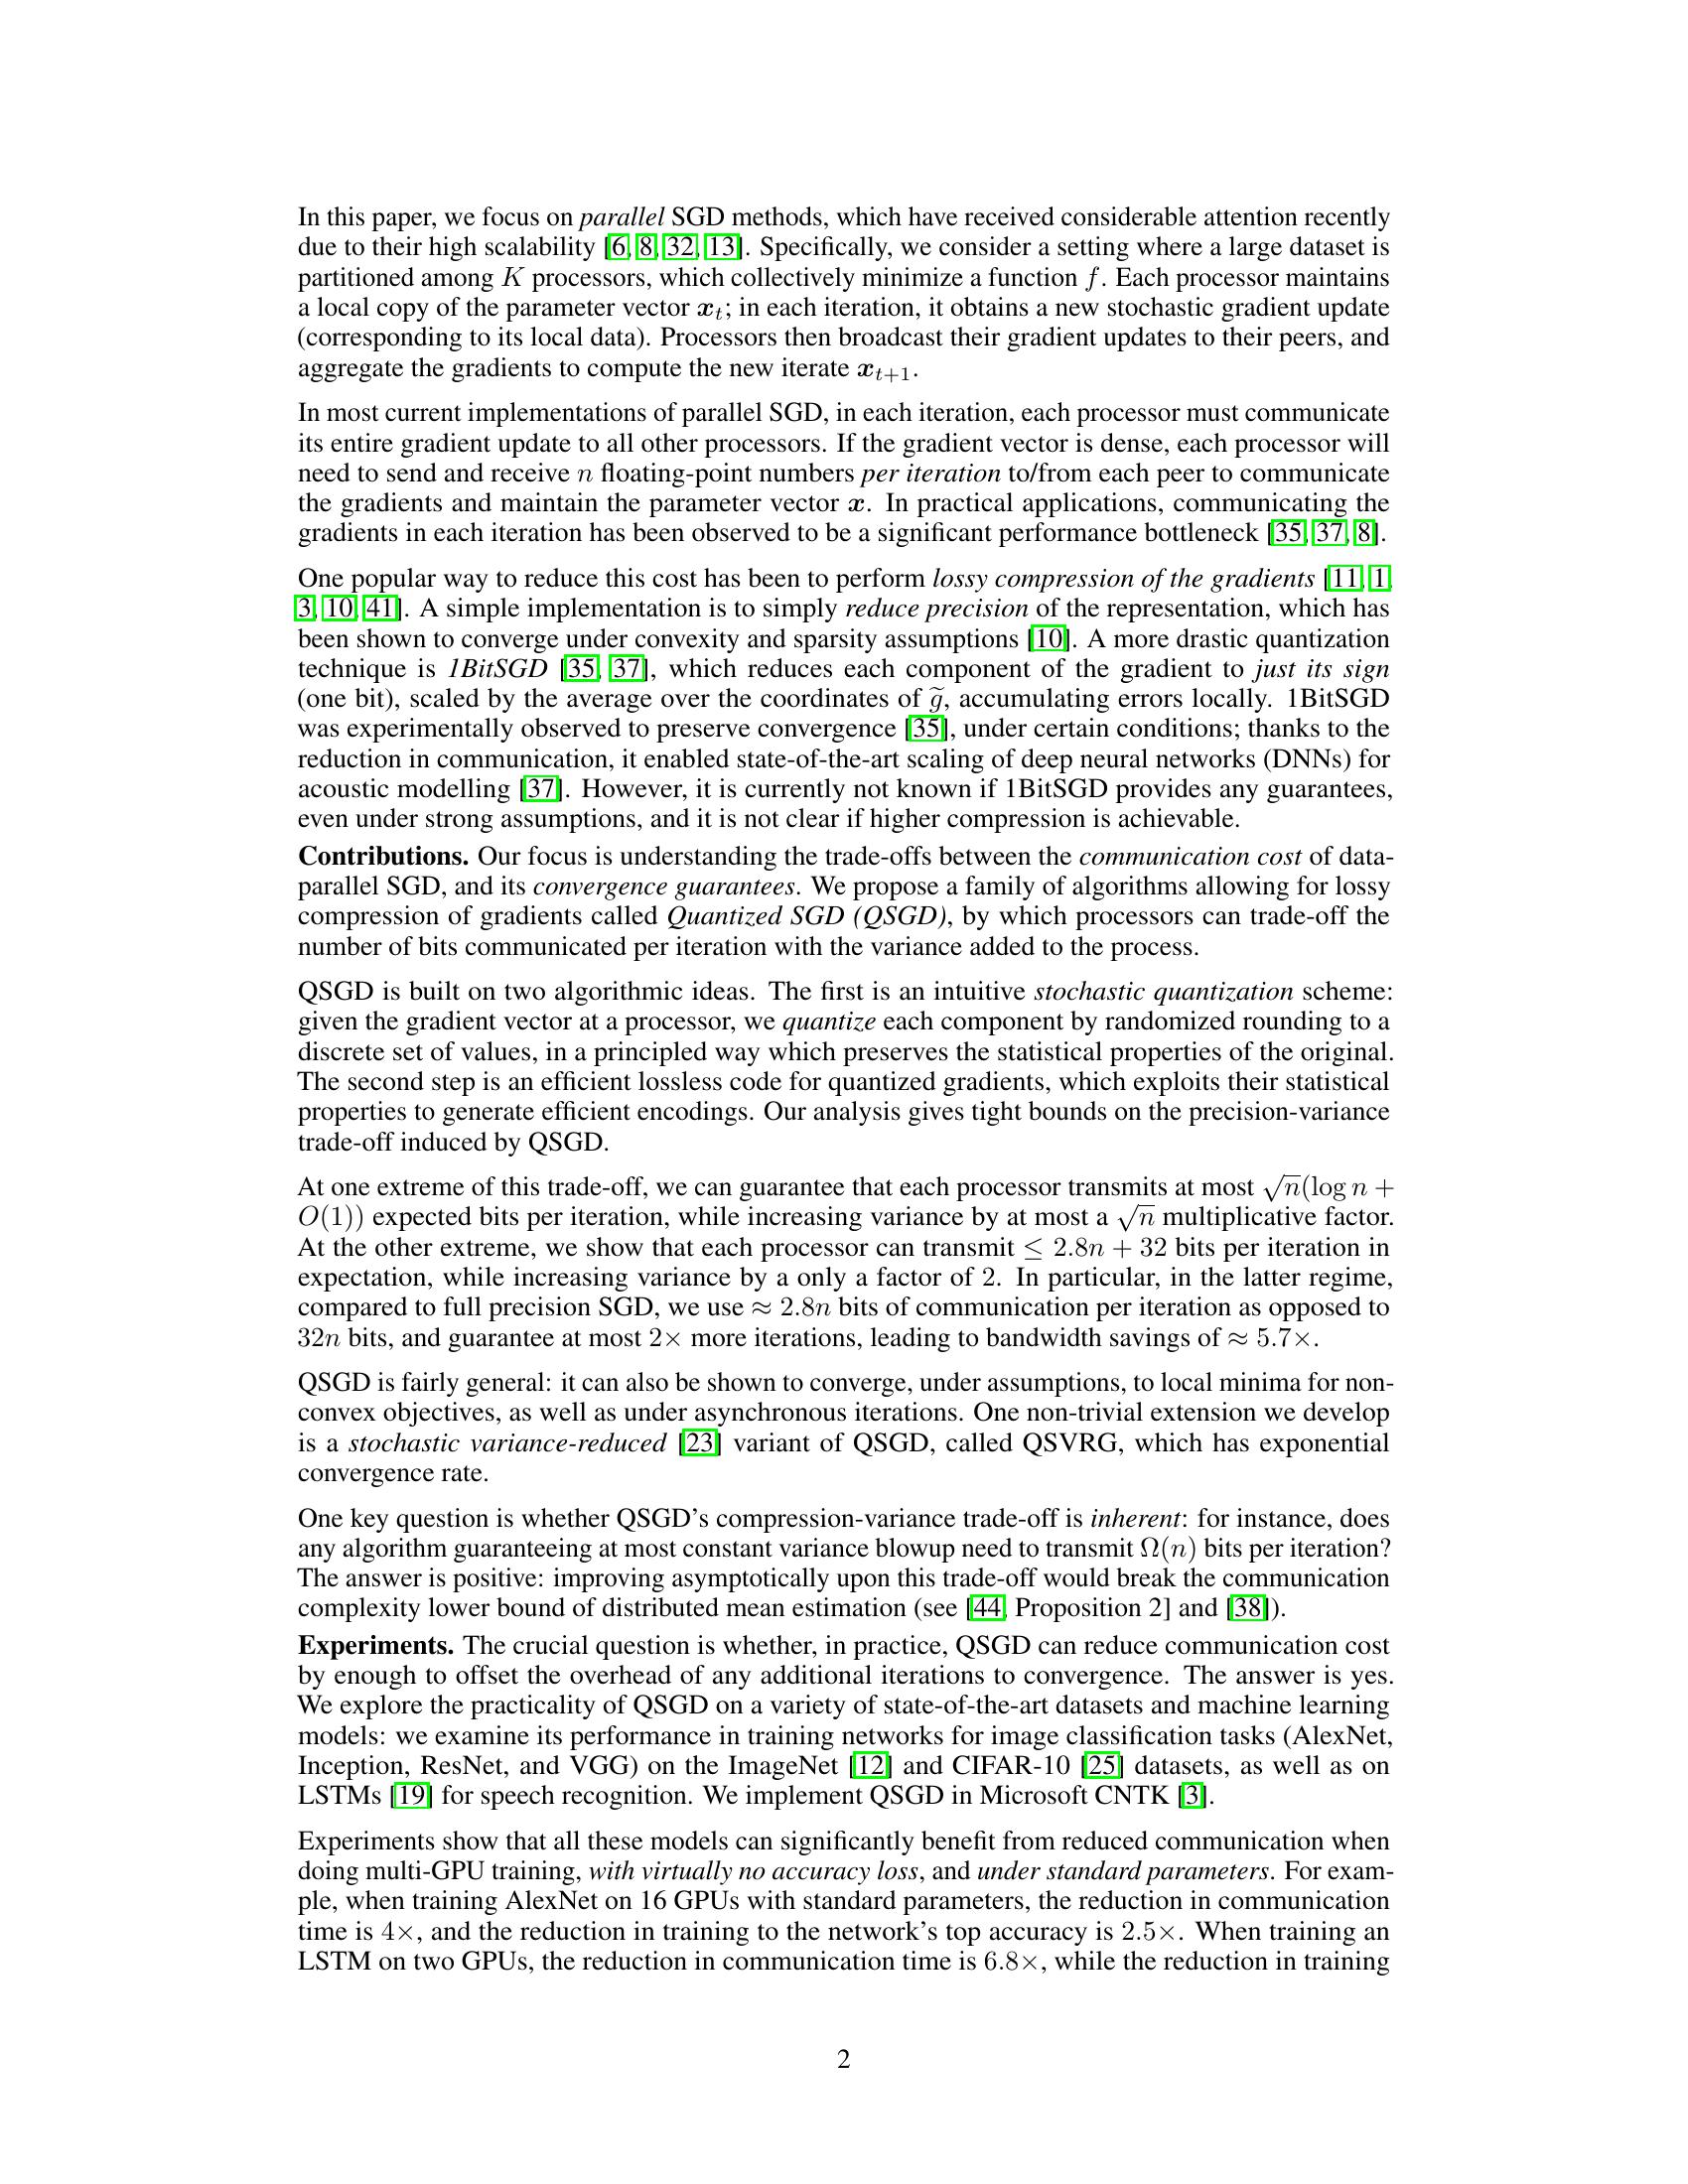 In this paper, we focus on parallel SGD methods, which have received considerable attention recently
due to their high scalability [6, 8, 32, 13]. Specifically, we consider a setting where a large dataset is
partitioned among K processors, which collectively minimize a function f. Each processor maintains
a local copy of the parameter vector x_t; in each iteration, it obtains a new stochastic gradient update
(corresponding to its local data). Processors then broadcast their gradient updates to their peers, and
aggregate the gradients to compute the new iterate x_{t+1}.
In most current implementations of parallel SGD, in each iteration, each processor must communicate
its entire gradient update to all other processors. If the gradient vector is dense, each processor will
need to send and receive n floating-point numbers per iteration to/from each peer to communicate
the gradients and maintain the parameter vector x. In practical applications, communicating the
gradients in each iteration has been observed to be a significant performance bottleneck [35, 37, 8].
One popular way to reduce this cost has been to perform lossy compression of the gradients [11, 1,
3, 10, 41]. A simple implementation is to simply reduce precision of the representation, which has
been shown to converge under convexity and sparsity assumptions [10]. A more drastic quantization
technique is 1BitSGD [35, 37], which reduces each component of the gradient to just its sign
(one bit), scaled by the average over the coordinates of g̃, accumulating errors locally. 1BitSGD
was experimentally observed to preserve convergence [35], under certain conditions; thanks to the
reduction in communication, it enabled state-of-the-art scaling of deep neural networks (DNNs) for
acoustic modelling [37]. However, it is currently not known if 1BitSGD provides any guarantees,
even under strong assumptions, and it is not clear if higher compression is achievable.
Contributions. Our focus is understanding the trade-offs between the communication cost of data-
parallel SGD, and its convergence guarantees. We propose a family of algorithms allowing for lossy
compression of gradients called Quantized SGD (QSGD), by which processors can trade-off the
number of bits communicated per iteration with the variance added to the process.
QSGD is built on two algorithmic ideas. The first is an intuitive stochastic quantization scheme:
given the gradient vector at a processor, we quantize each component by randomized rounding to a
discrete set of values, in a principled way which preserves the statistical properties of the original.
The second step is an efficient lossless code for quantized gradients, which exploits their statistical
properties to generate efficient encodings. Our analysis gives tight bounds on the precision-variance
trade-off induced by QSGD.
At one extreme of this trade-off, we can guarantee that each processor transmits at most √n(log n +
O(1)) expected bits per iteration, while increasing variance by at most a √n multiplicative factor.
At the other extreme, we show that each processor can transmit ≤ 2.8n + 32 bits per iteration in
expectation, while increasing variance by a only a factor of 2. In particular, in the latter regime,
compared to full precision SGD, we use ≈ 2.8n bits of communication per iteration as opposed to
32n bits, and guarantee at most 2× more iterations, leading to bandwidth savings of ≈ 5.7×.
QSGD is fairly general: it can also be shown to converge, under assumptions, to local minima for non-
convex objectives, as well as under asynchronous iterations. One non-trivial extension we develop
is a stochastic variance-reduced [23] variant of QSGD, called QSVRG, which has exponential
convergence rate.
One key question is whether QSGD's compression-variance trade-off is inherent: for instance, does
any algorithm guaranteeing at most constant variance blowup need to transmit Ω(n) bits per iteration?
The answer is positive: improving asymptotically upon this trade-off would break the communication
complexity lower bound of distributed mean estimation (see [44, Proposition 2] and [38]).
Experiments. The crucial question is whether, in practice, QSGD can reduce communication cost
by enough to offset the overhead of any additional iterations to convergence. The answer is yes.
We explore the practicality of QSGD on a variety of state-of-the-art datasets and machine learning
models: we examine its performance in training networks for image classification tasks (AlexNet,
Inception, ResNet, and VGG) on the ImageNet [12] and CIFAR-10 [25] datasets, as well as on
LSTMs [19] for speech recognition. We implement QSGD in Microsoft CNTK [3].
Experiments show that all these models can significantly benefit from reduced communication when
doing multi-GPU training, with virtually no accuracy loss, and under standard parameters. For exam-
ple, when training AlexNet on 16 GPUs with standard parameters, the reduction in communication
time is 4×, and the reduction in training to the network's top accuracy is 2.5×. When training an
LSTM on two GPUs, the reduction in communication time is 6.8×, while the reduction in training
2